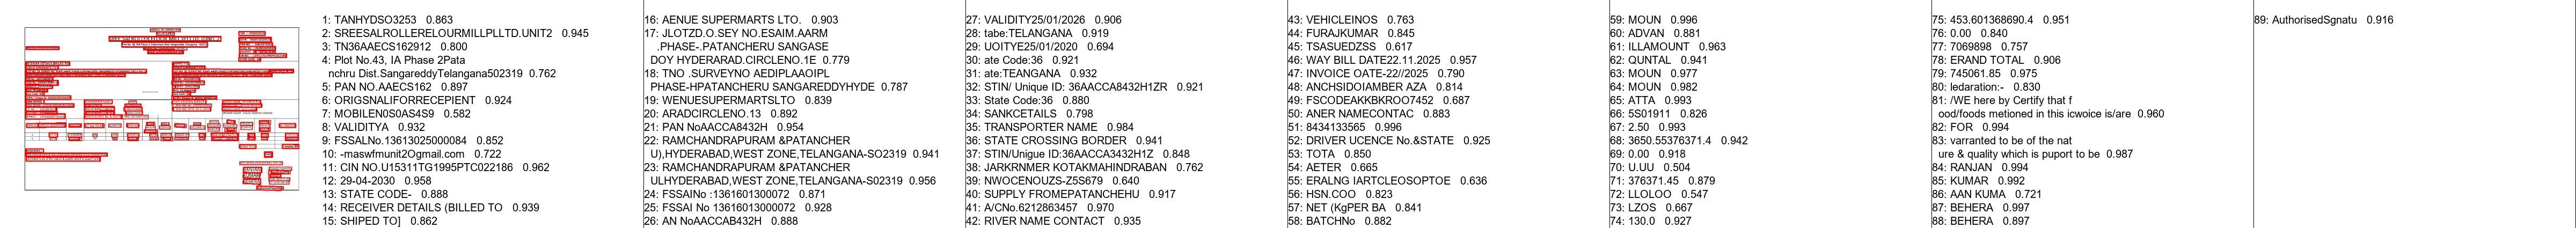 1: TANHYDSO3253 0.863
2: SREESALROLLERELOURMILLPLLTD.UNIT2 0.945
3: TN36AAECS162912 0.800
4: Plot No.43, IA Phase 2Pata
nchru Dist.SangareddyTelangana502319 0.762
5: PAN NO.AAECS162 0.897
6: ORIGSNALIFORRECEPIENT 0.924
7: MOBILEN0S0AS4S9 0.582
8: VALIDITYA 0.932
9: FSSALNo.13613025000084 0.852
10: -maswfmunit2Ogmail.com 0.722
11: CIN NO.U15311TG1995PTC022186 0.962
12: 29-04-2030 0.958
13: STATE CODE- 0.888
14: RECEIVER DETAILS (BILLED TO 0.939
15: SHIPED TO] 0.862
16: AENUE SUPERMARTS LTO. 0.903
17: JLOTZD.O.SEY NO.ESAIM.AARM
.PHASE-.PATANCHERU SANGASE
DOY HYDERARAD.CIRCLENO.1E 0.779
18: TNO .SURVEYNO AEDIPLAAOIPL
PHASE-HPATANCHERU SANGAREDDYHYDE 0.787
19: WENUESUPERMARTSLTO 0.839
20: ARADCIRCLENO.13 0.892
21: PAN NoAACCA8432H 0.954
22: RAMCHANDRAPURAM &PATANCHER
U),HYDERABAD,WEST ZONE,TELANGANA-SO2319 0.941
23: RAMCHANDRAPURAM &PATANCHER
ULHYDERABAD,WEST ZONE,TELANGANA-S02319 0.956
24: FSSAINo :1361601300072 0.871
25: FSSAI No 13616013000072 0.928
26: AN NoAACCAB432H 0.888
27: VALIDITY25/01/2026 0.906
28: tabe:TELANGANA 0.919
29: UOITYE25/01/2020 0.694
30: ate Code:36 0.921
31: ate:TEANGANA 0.932
32: STIN/ Unique ID: 36AACCA8432H1ZR 0.921
33: State Code:36 0.880
34: SANKCETAILS 0.798
35: TRANSPORTER NAME 0.984
36: STATE CROSSING BORDER 0.941
37: STIN/Unigue ID:36AACCA3432H1Z 0.848
38: JARKRNMER KOTAKMAHINDRABAN 0.762
39: NWOCENOUZS-Z5S679 0.640
40: SUPPLY FROMEPATANCHEHU 0.917
41: A/CNo.6212863457 0.970
42: RIVER NAME CONTACT 0.935
43: VEHICLEINOS 0.763
44: FURAJKUMAR 0.845
45: TSASUEDZSS 0.617
46: WAY BILL DATE22.11.2025 0.957
47: INVOICE OATE-22//2025 0.790
48: ANCHSIDOIAMBER AZA 0.814
49: FSCODEAKKBKROO7452 0.687
50: ANER NAMECONTAC 0.883
51: 8434133565 0.996
52: DRIVER UCENCE No.&STATE 0.925
53: TOTA 0.850
54: AETER 0.665
55: ERALNG IARTCLEOSOPTOE 0.636
56: HSN.COO 0.823
57: NET (KgPER BA 0.841
58: BATCHNo 0.882
59: MOUN 0.996
60: ADVAN 0.881
61: ILLAMOUNT 0.963
62: QUNTAL 0.941
63: MOUN 0.977
64: MOUN 0.982
65: ATTA 0.993
66: 5S01911 0.826
67: 2.50 0.993
68: 3650.55376371.4 0.942
69: 0.00 0.918
70: U.UU 0.504
71: 376371.45 0.879
72: LLOLOO 0.547
73: LZOS 0.667
74: 130.0 0.927
75: 453.601368690.4 0.951
76: 0.00 0.840
77: 7069898 0.757
78: ERAND TOTAL 0.906
79: 745061.85 0.975
80: ledaration:- 0.830
81: /WE here by Certify that f
ood/foods metioned in this icwoice is/are 0.960
82: FOR 0.994
83: varranted to be of the nat
ure & quality which is puport to be 0.987
84: RANJAN 0.994
85: KUMAR 0.992
86: AAN KUMA 0.721
87: BEHERA 0.997
88: BEHERA 0.897
89: AuthorisedSgnatu 0.916